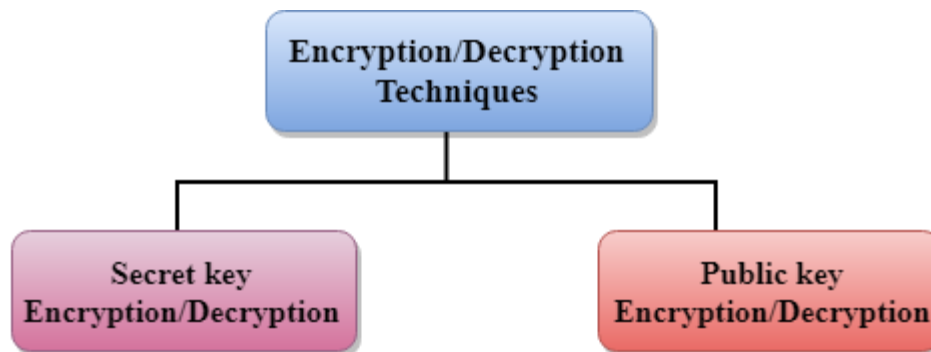 Encryption/Decryption
Techniques
Secret key
Encryption/Decryption
Public key
Encryption/Decryption